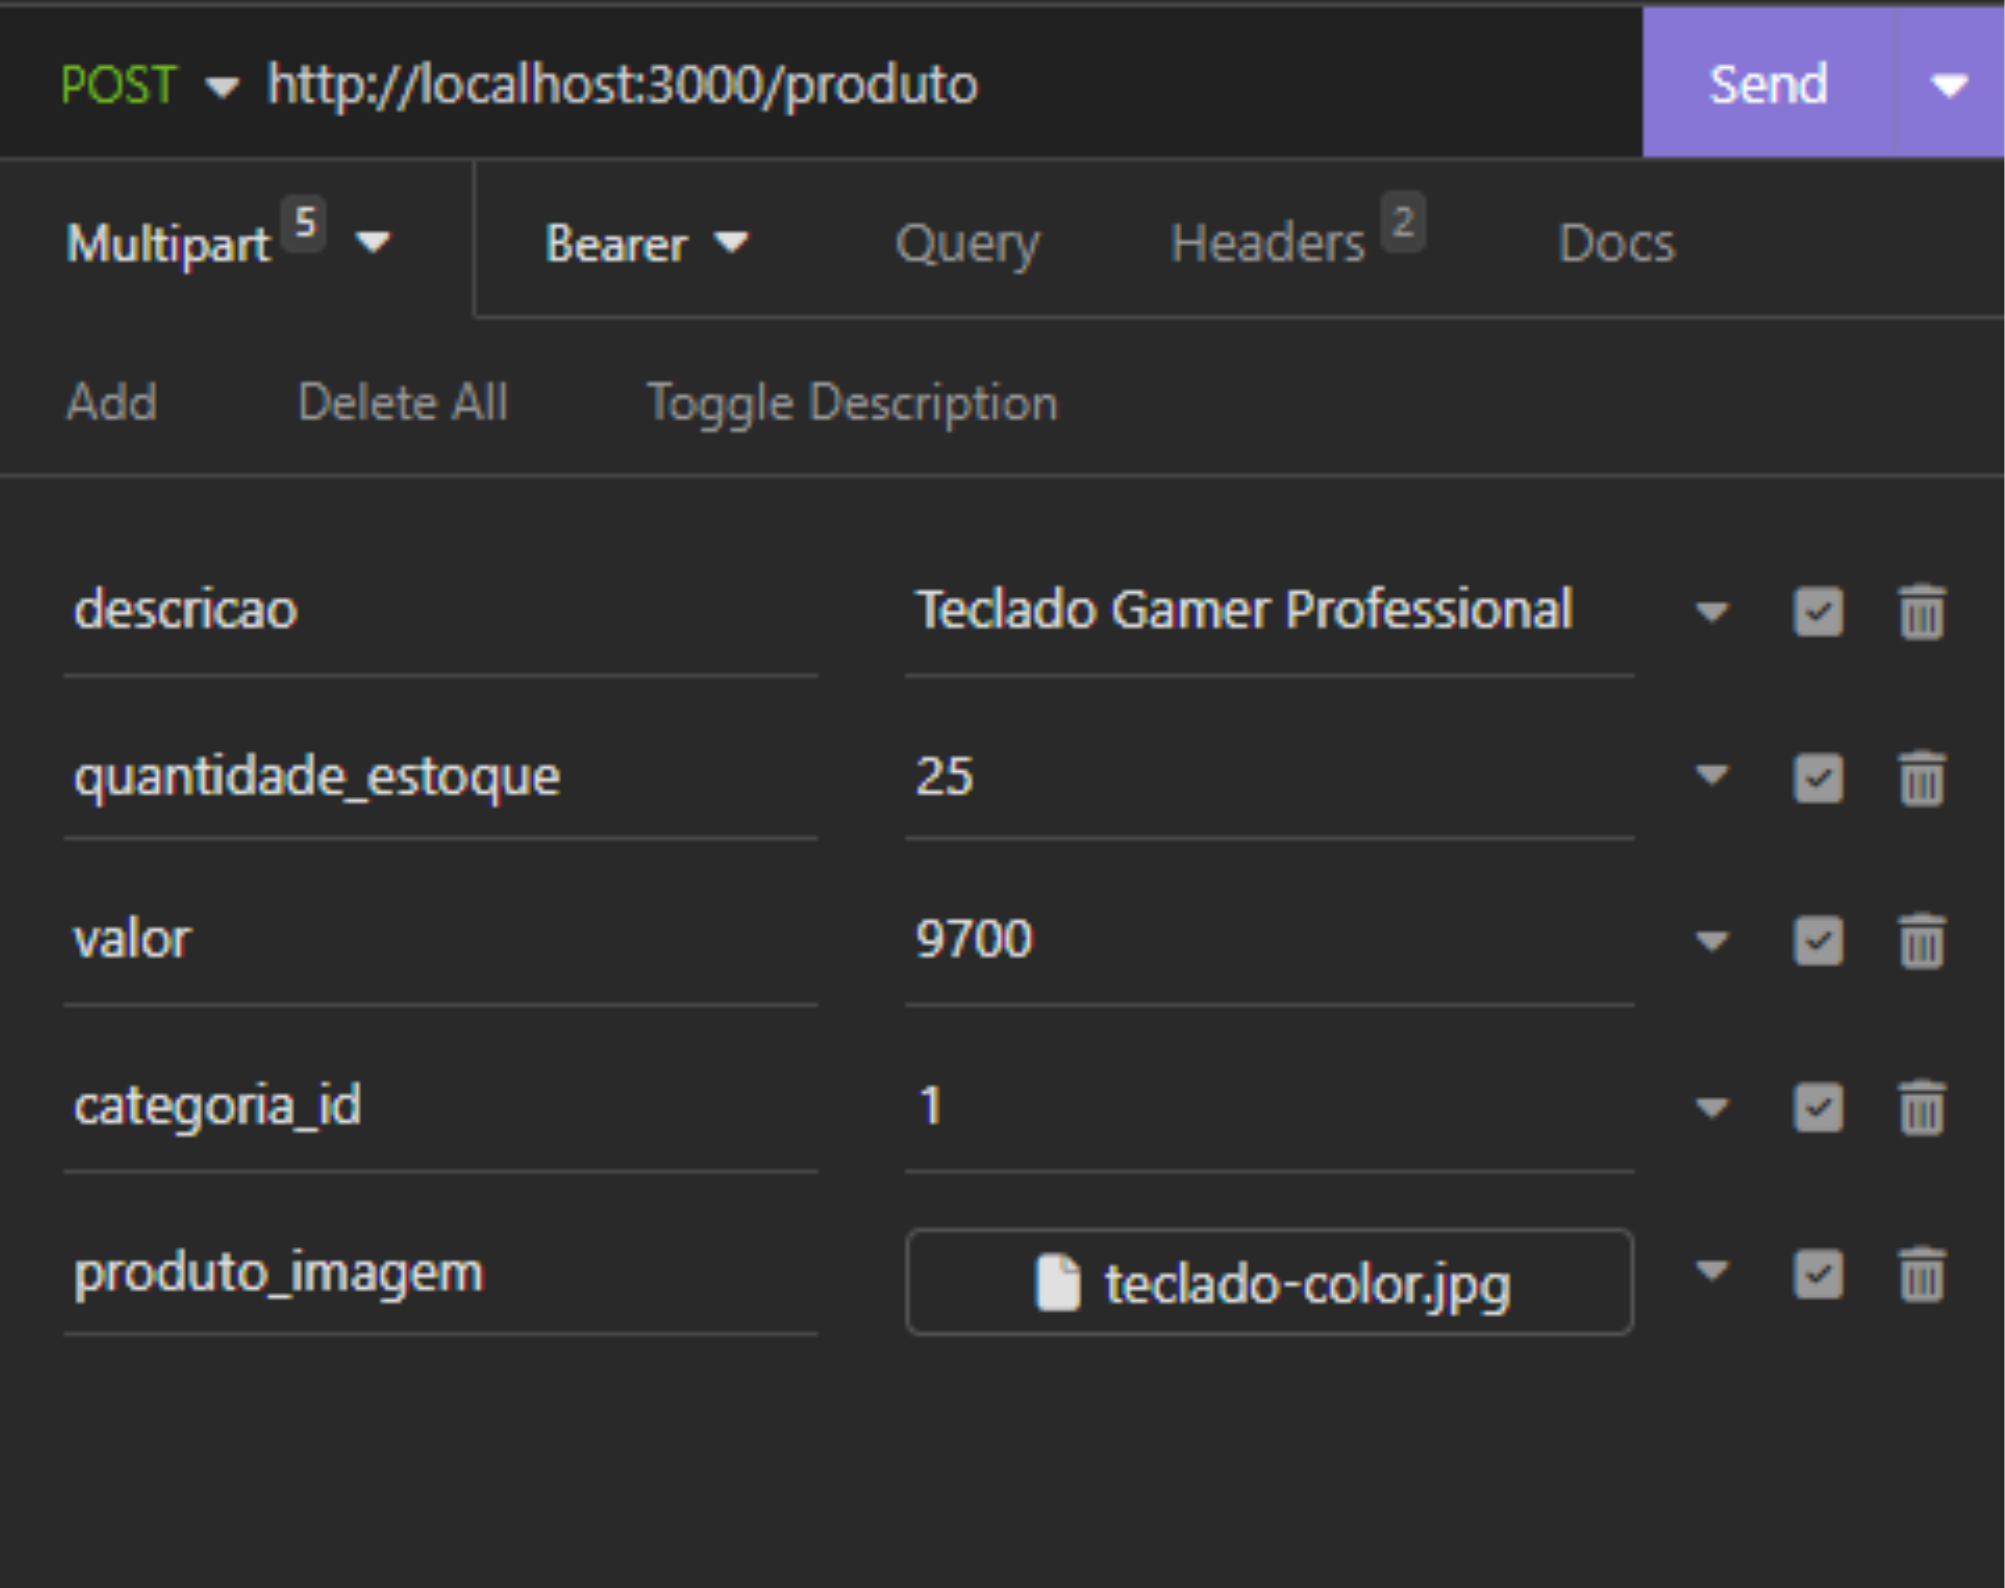 POST http://localhost:3000/produto Send
Multipart 5 Bearer Query Headers 2 Docs
Add Delete All Toggle Description
descricao Teclado Gamer Professional
quantidade_estoque 25
valor 9700
categoria_id 1
produto_imagem teclado-color.jpg